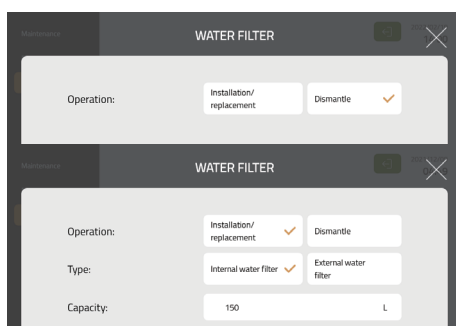 Maintenance
WATER FILTER
Operation:
Installation/
replacement
Dismantle
Maintenance
WATER FILTER
Operation:
Installation/
replacement
Dismantle
Type:
Internal water filter
External water
filter
Capacity:
150
L